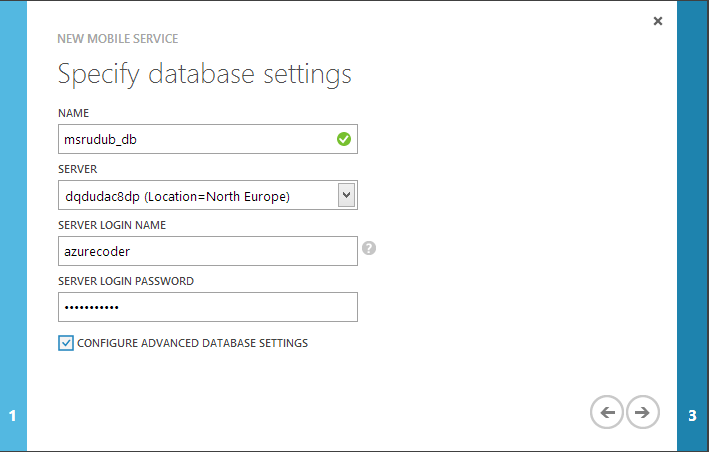 NEW MOBILE SERVICE
Specify database settings
NAME
msrudub_db
SERVER
dqdudac8dp (Location=North Europe)
SERVER LOGIN NAME
azurecoder
?
SERVER LOGIN PASSWORD
•••••••••••
CONFIGURE ADVANCED DATABASE SETTINGS
1
3